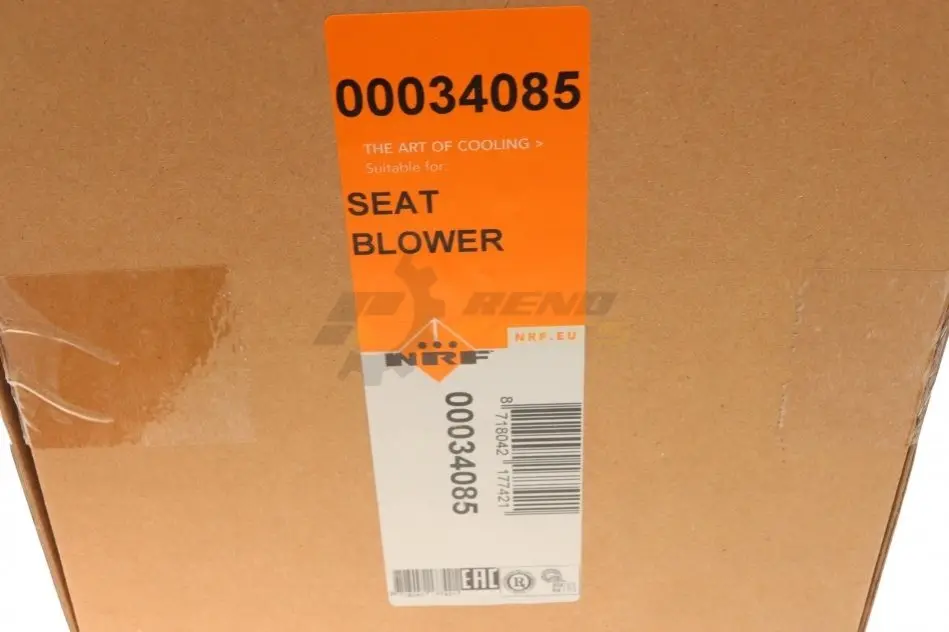 00034085
THE ART OF COOLING >
Suitable for:
SEAT
BLOWER
RENO
NRF.EU
NRF
00034085
8 718042 177421
EAC
R